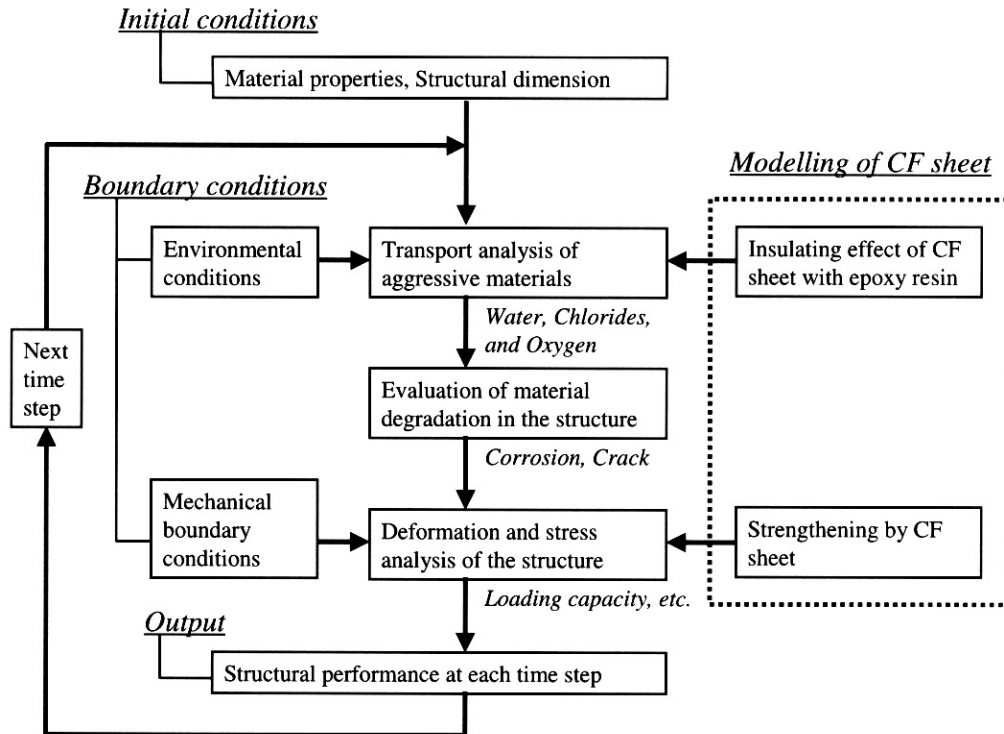 Initial conditions
Material properties, Structural dimension
Modelling of CF sheet
Boundary conditions
Environmental
conditions
Transport analysis of
aggressive materials
Insulating effect of CF
sheet with epoxy resin
Water, Chlorides,
and Oxygen
Next
time
step
Evaluation of material
degradation in the structure
Corrosion, Crack
Mechanical
boundary
conditions
Deformation and stress
analysis of the structure
Strengthening by CF
sheet
Loading capacity, etc.
Output
Structural performance at each time step